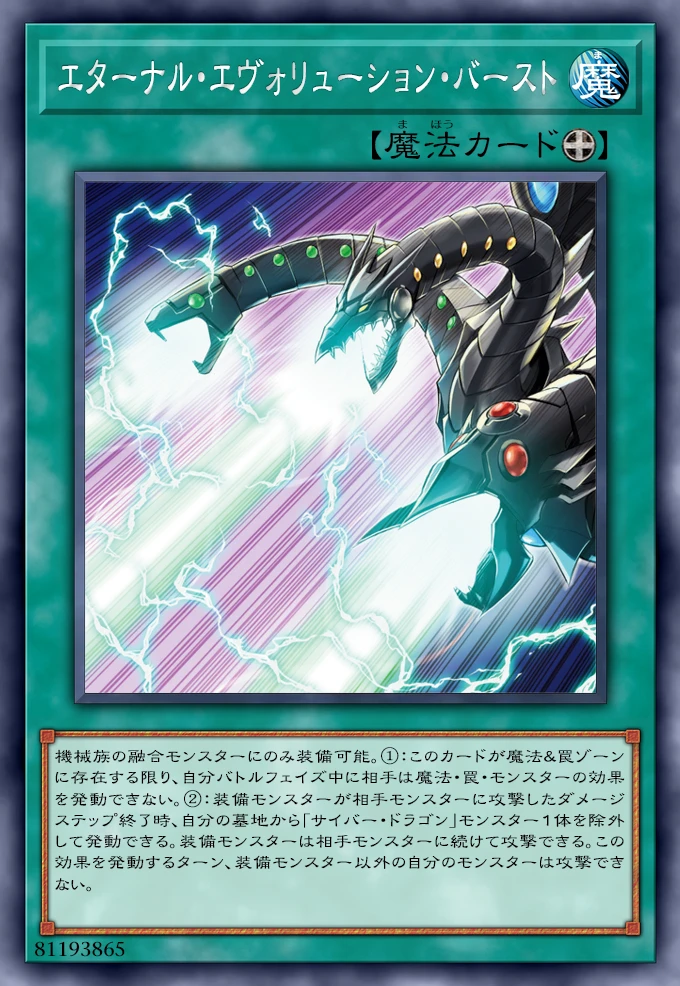 エターナル・エヴォリューション・バースト
魔
ま
ま ほう
【魔法カード】
機械族の融合モンスターにのみ装備可能。①:このカードが魔法&罠ゾーン
に存在する限り、自分バトルフェイズ中に相手は魔法・罠・モンスターの効果
を発動できない。②:装備モンスターが相手モンスターに攻撃したダメージ
ステップ終了時、自分の墓地から「サイバー・ドラゴン」モンスター1体を除外
して発動できる。装備モンスターは相手モンスターに続けて攻撃できる。この
効果を発動するターン、装備モンスター以外の自分のモンスターは攻撃でき
ない。
81193865